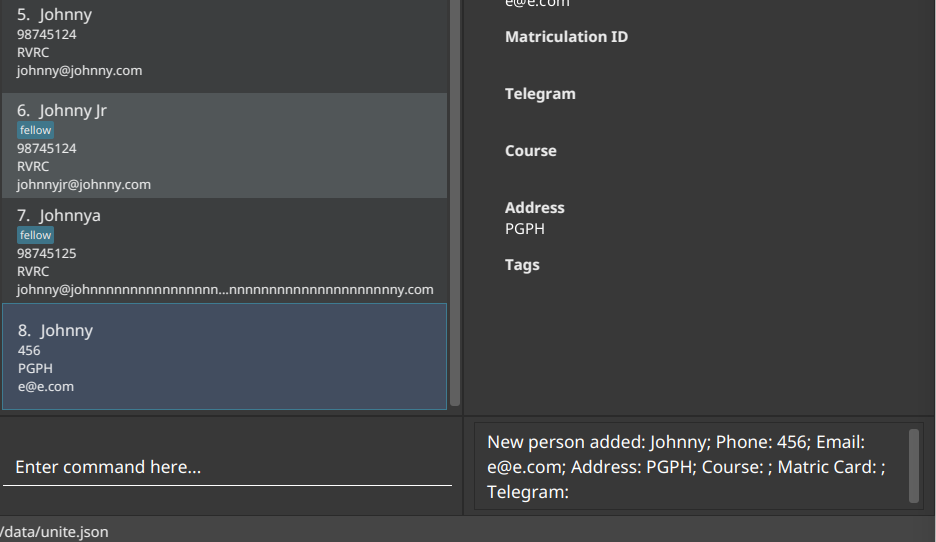 5. Johnny
98745124
RVRC
johnny@johnny.com
6. Johnny Jr
fellow
98745124
RVRC
johnnyjr@johnny.com
7. Johnnya
fellow
98745125
RVRC
johnny@johnnnnnnnnnnnnnnnnn...nnnnnnnnnnnnnnnnnnnnnny.com
8. Johnny
456
PGPH
e@e.com
e@e.com
Matriculation ID
Telegram
Course
Address
PGPH
Tags
Enter command here...
New person added: Johnny; Phone: 456; Email:
e@e.com; Address: PGPH; Course: ; Matric Card: ;
Telegram:
/data/unite.json